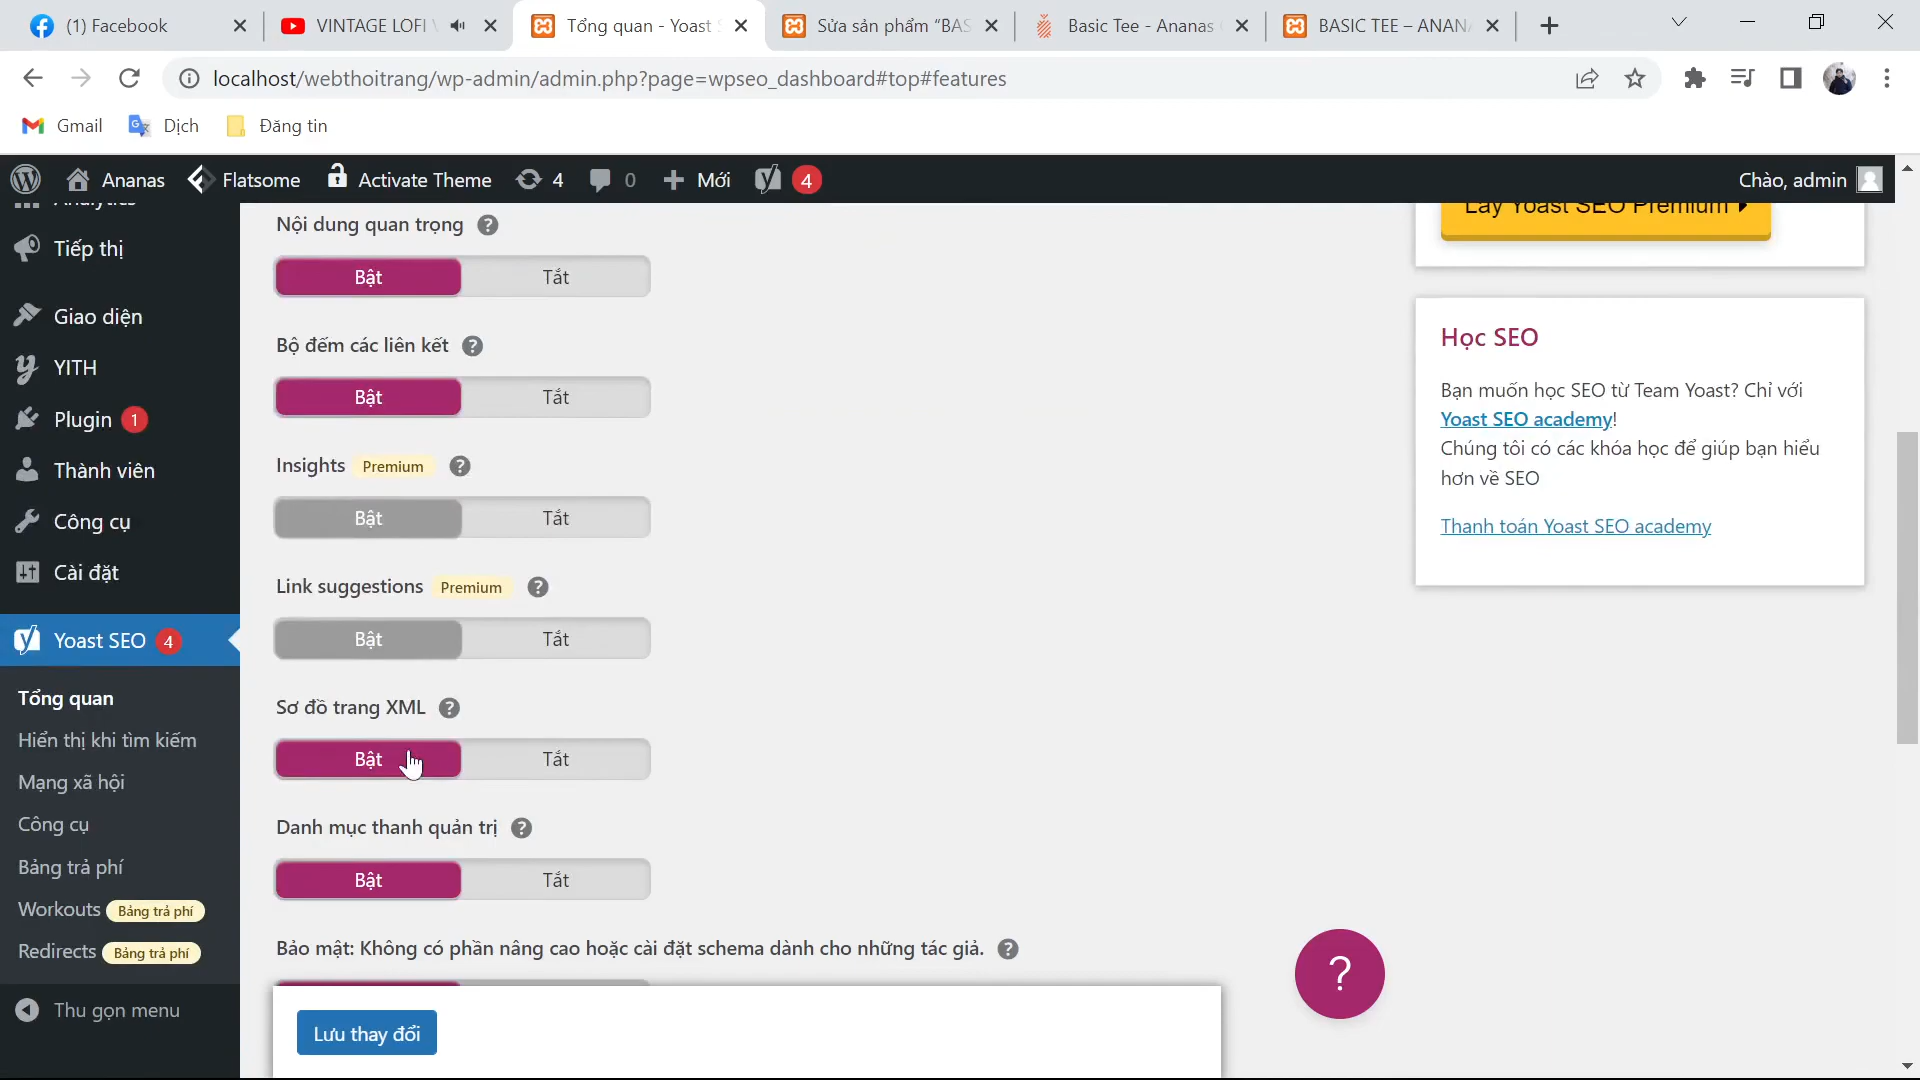 (1) Facebook
VINTAGE LOFI
Tổng quan - Yoast
Sửa sản phẩm “BAS
Basic Tee - Ananas
BASIC TEE – ANAN
localhost/webthoitrang/wp-admin/admin.php?page=wpseo_dashboard#top#features
Gmail
Dịch
Đăng tin
Ananas
Flatsome
Activate Theme
4
0
Mới
4
Chào, admin
Analytics
Tiếp thị
Giao diện
YITH
Plugin 1
Thành viên
Công cụ
Cài đặt
Yoast SEO 4
Tổng quan
Hiển thị khi tìm kiếm
Mạng xã hội
Công cụ
Bảng trả phí
Workouts Bảng trả phí
Redirects Bảng trả phí
Thu gọn menu
Nội dung quan trọng ?
Bật Tắt
Bộ đếm các liên kết ?
Bật Tắt
Insights Premium ?
Bật Tắt
Link suggestions Premium ?
Bật Tắt
Sơ đồ trang XML ?
Bật Tắt
Danh mục thanh quản trị ?
Bật Tắt
Bảo mật: Không có phần nâng cao hoặc cài đặt schema dành cho những tác giả. ?
Lưu thay đổi
Lấy Yoast SEO Premium
Học SEO
Bạn muốn học SEO từ Team Yoast? Chỉ với
Yoast SEO academy!
Chúng tôi có các khóa học để giúp bạn hiểu
hơn về SEO
Thanh toán Yoast SEO academy
?